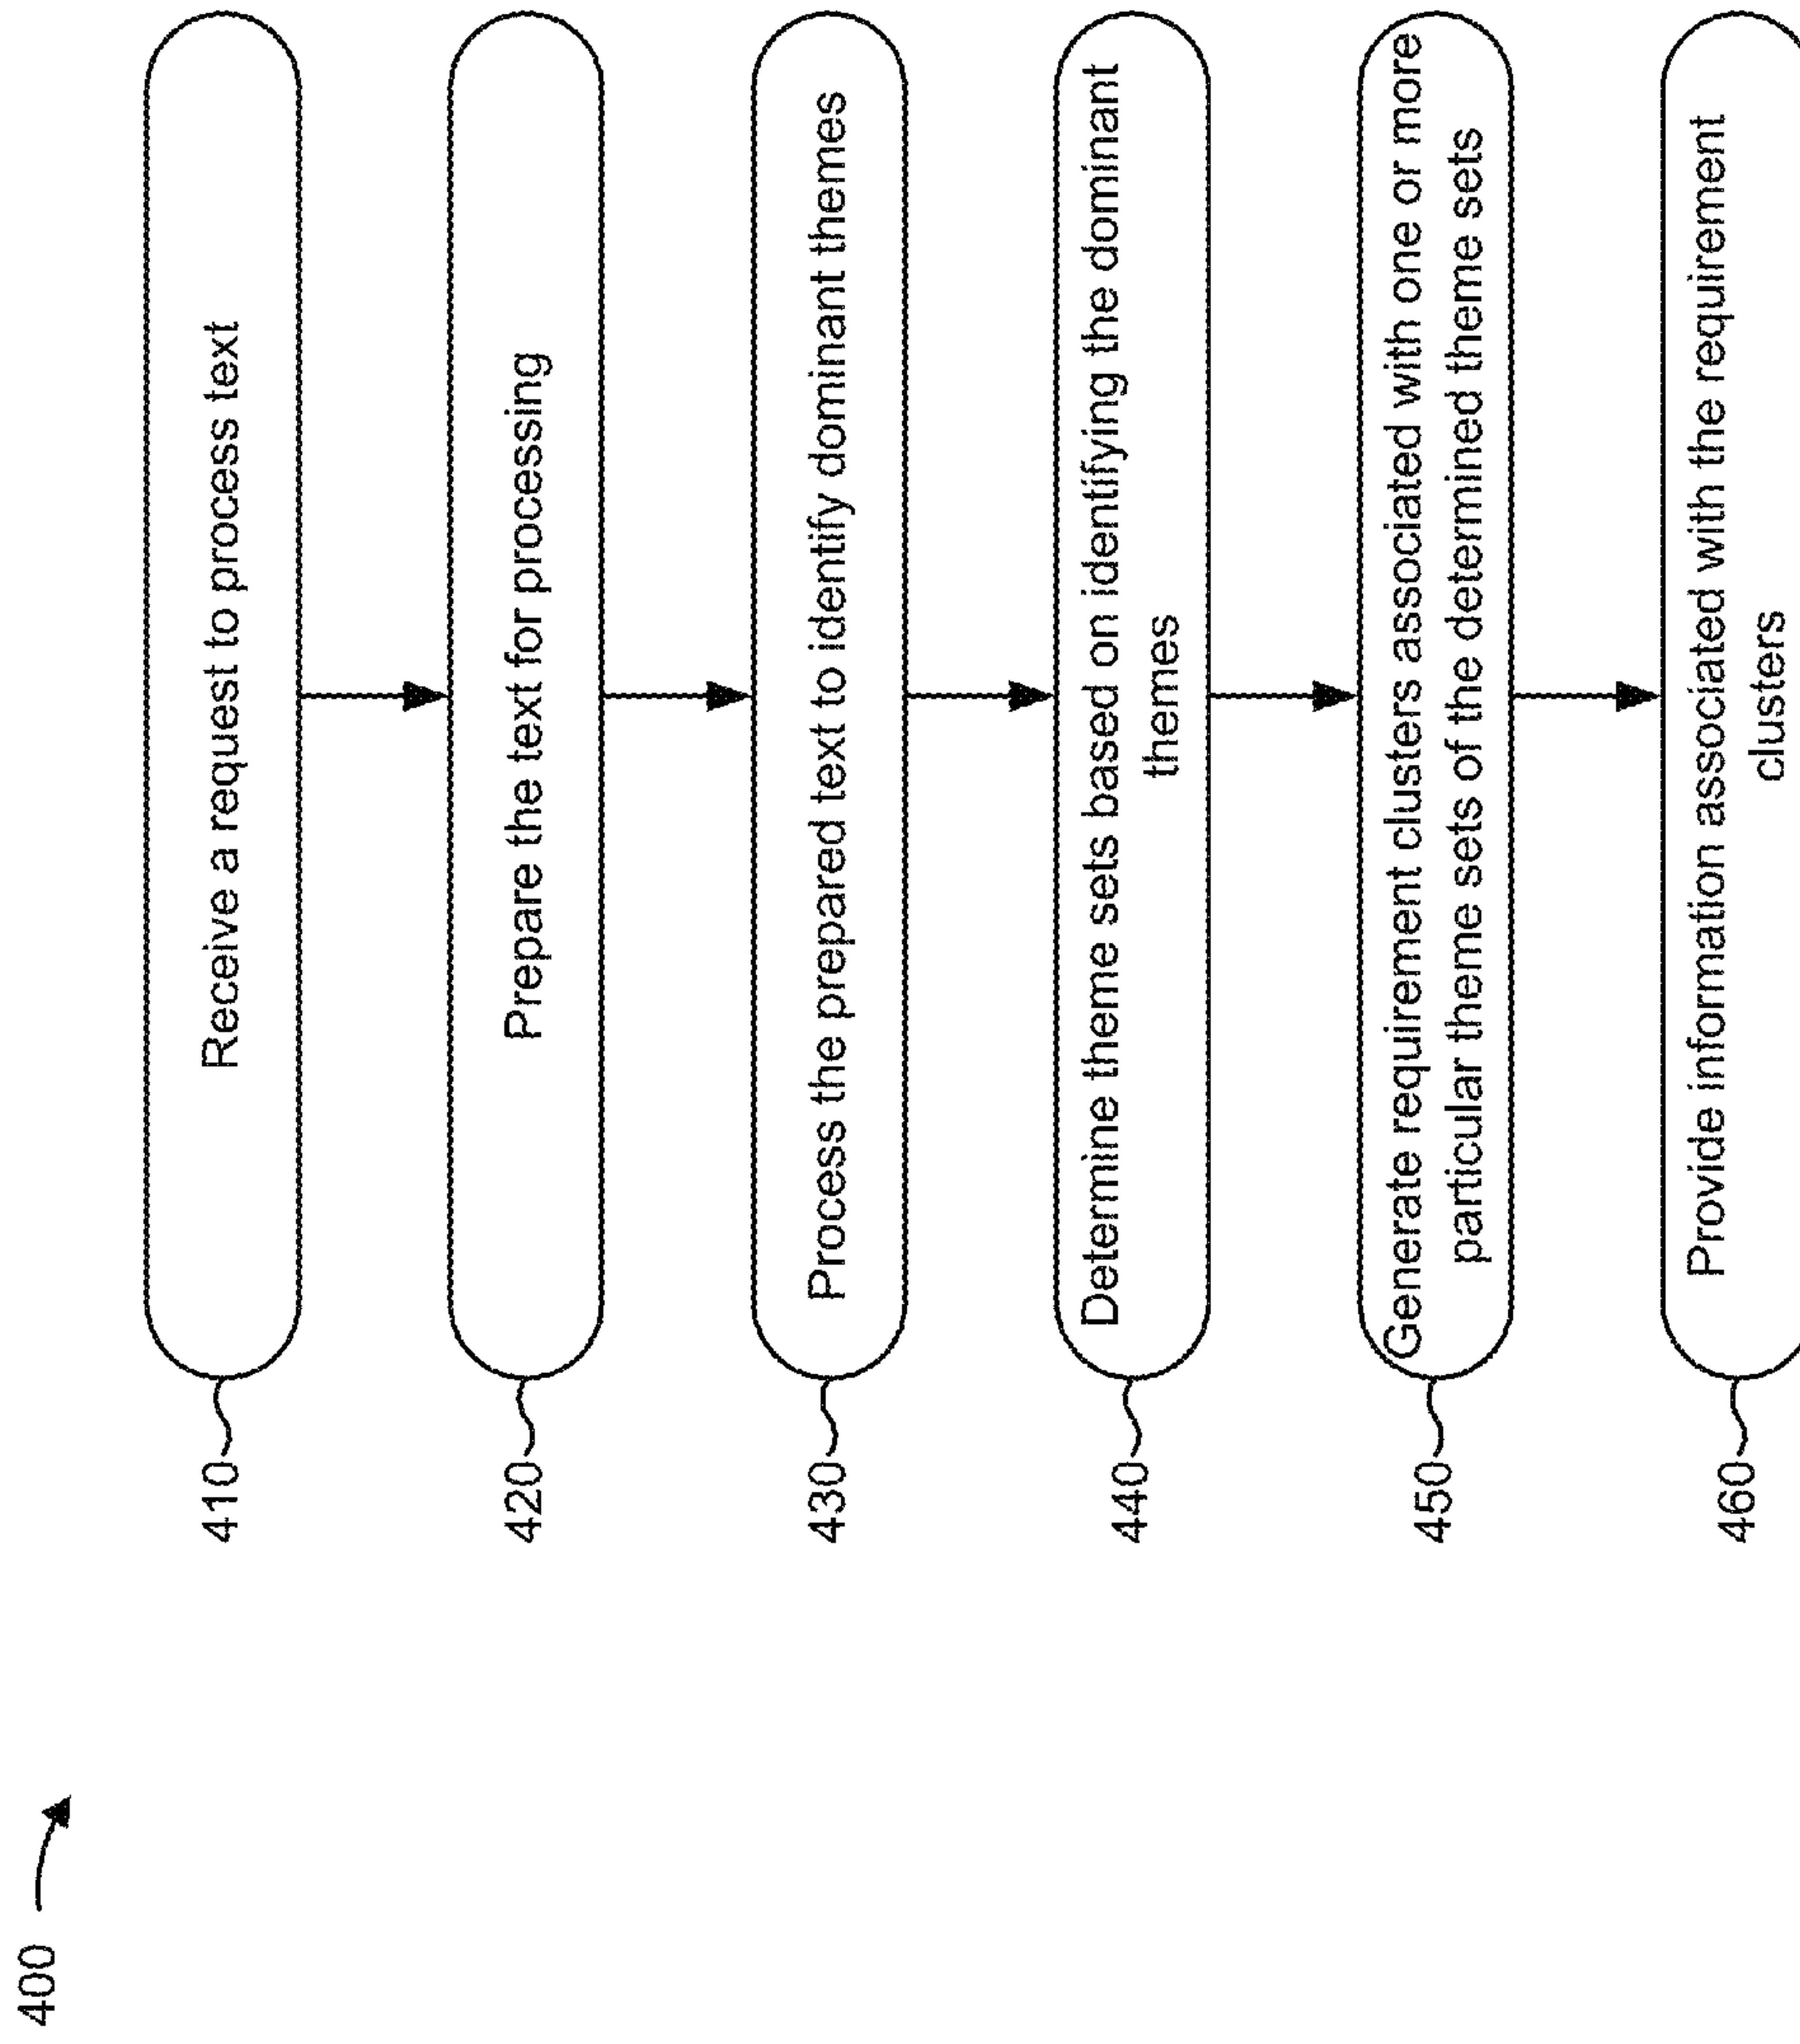 400
410
Receive a request to process text
420
Prepare the text for processing
430
Process the prepared text to identify dominant themes
440
Determine theme sets based on identifying the dominant
themes
450
Generate requirement clusters associated with one or more
particular theme sets of the determined theme sets
460
Provide information associated with the requirement
clusters